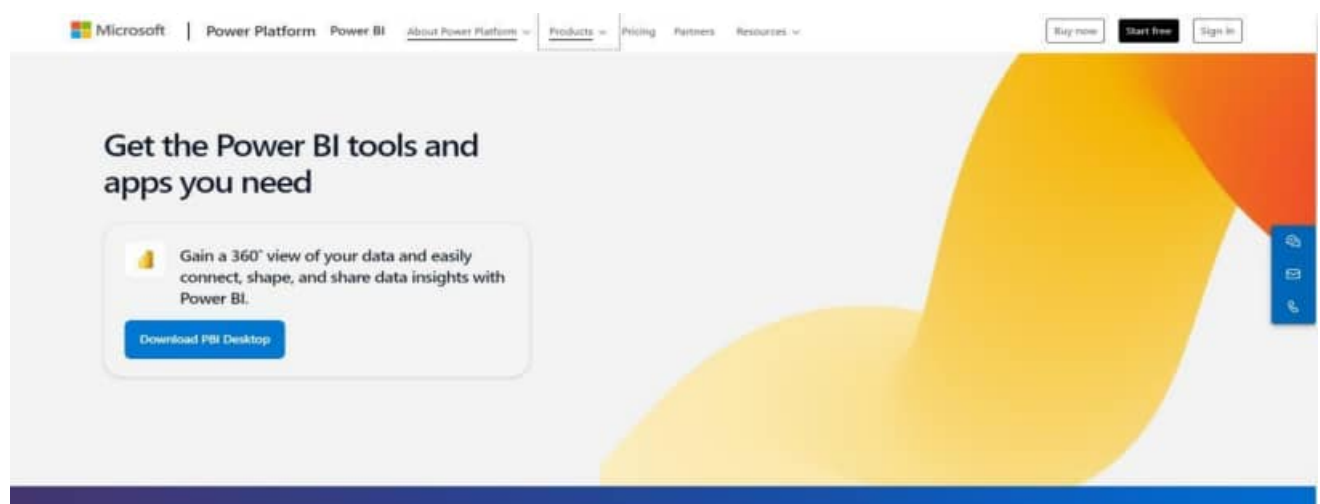 Microsoft Power Platform Power BI About Power Platform Products Pricing Partners Resources Buy now Start free Sign in
Get the Power BI tools and
apps you need
Gain a 360° view of your data and easily
connect, shape, and share data insights with
Power BI.
Download PBI Desktop